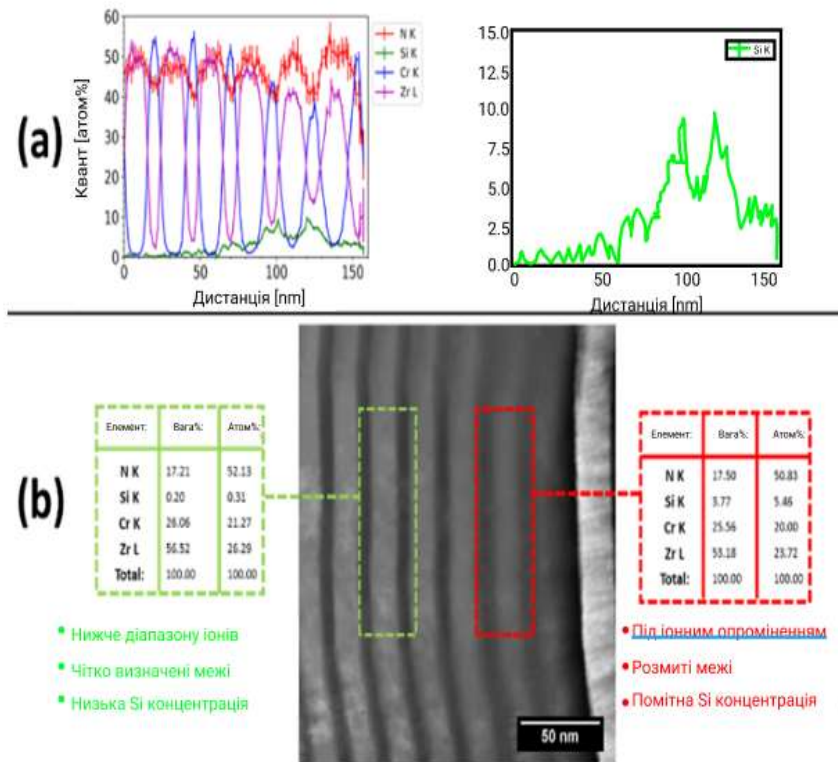 (a)
60
50
40
30
20
10
0
Квант [атом%]
0 50 100 150
Дистанція [nm]
N K
Si K
Cr K
Zr L
15.0
12.5
10.0
7.5
5.0
2.5
0.0
0 50 100 150
Дистанція [nm]
Si K
(b)
Елемент: Вага%: Атом%:
N K 17.21 52.13
Si K 0.20 0.31
Cr K 26.06 21.27
Zr L 56.52 26.29
Total: 100.00 100.00
• Нижче діапазону іонів
• Чітко визначені межі
• Низька Si концентрація
50 nm
Елемент: Вага%: Атом%:
N K 17.50 50.83
Si K 3.77 5.46
Cr K 25.56 20.00
Zr L 53.18 23.72
Total: 100.00 100.00
• Під іонним опроміненням
• Розмиті межі
• Помітна Si концентрація